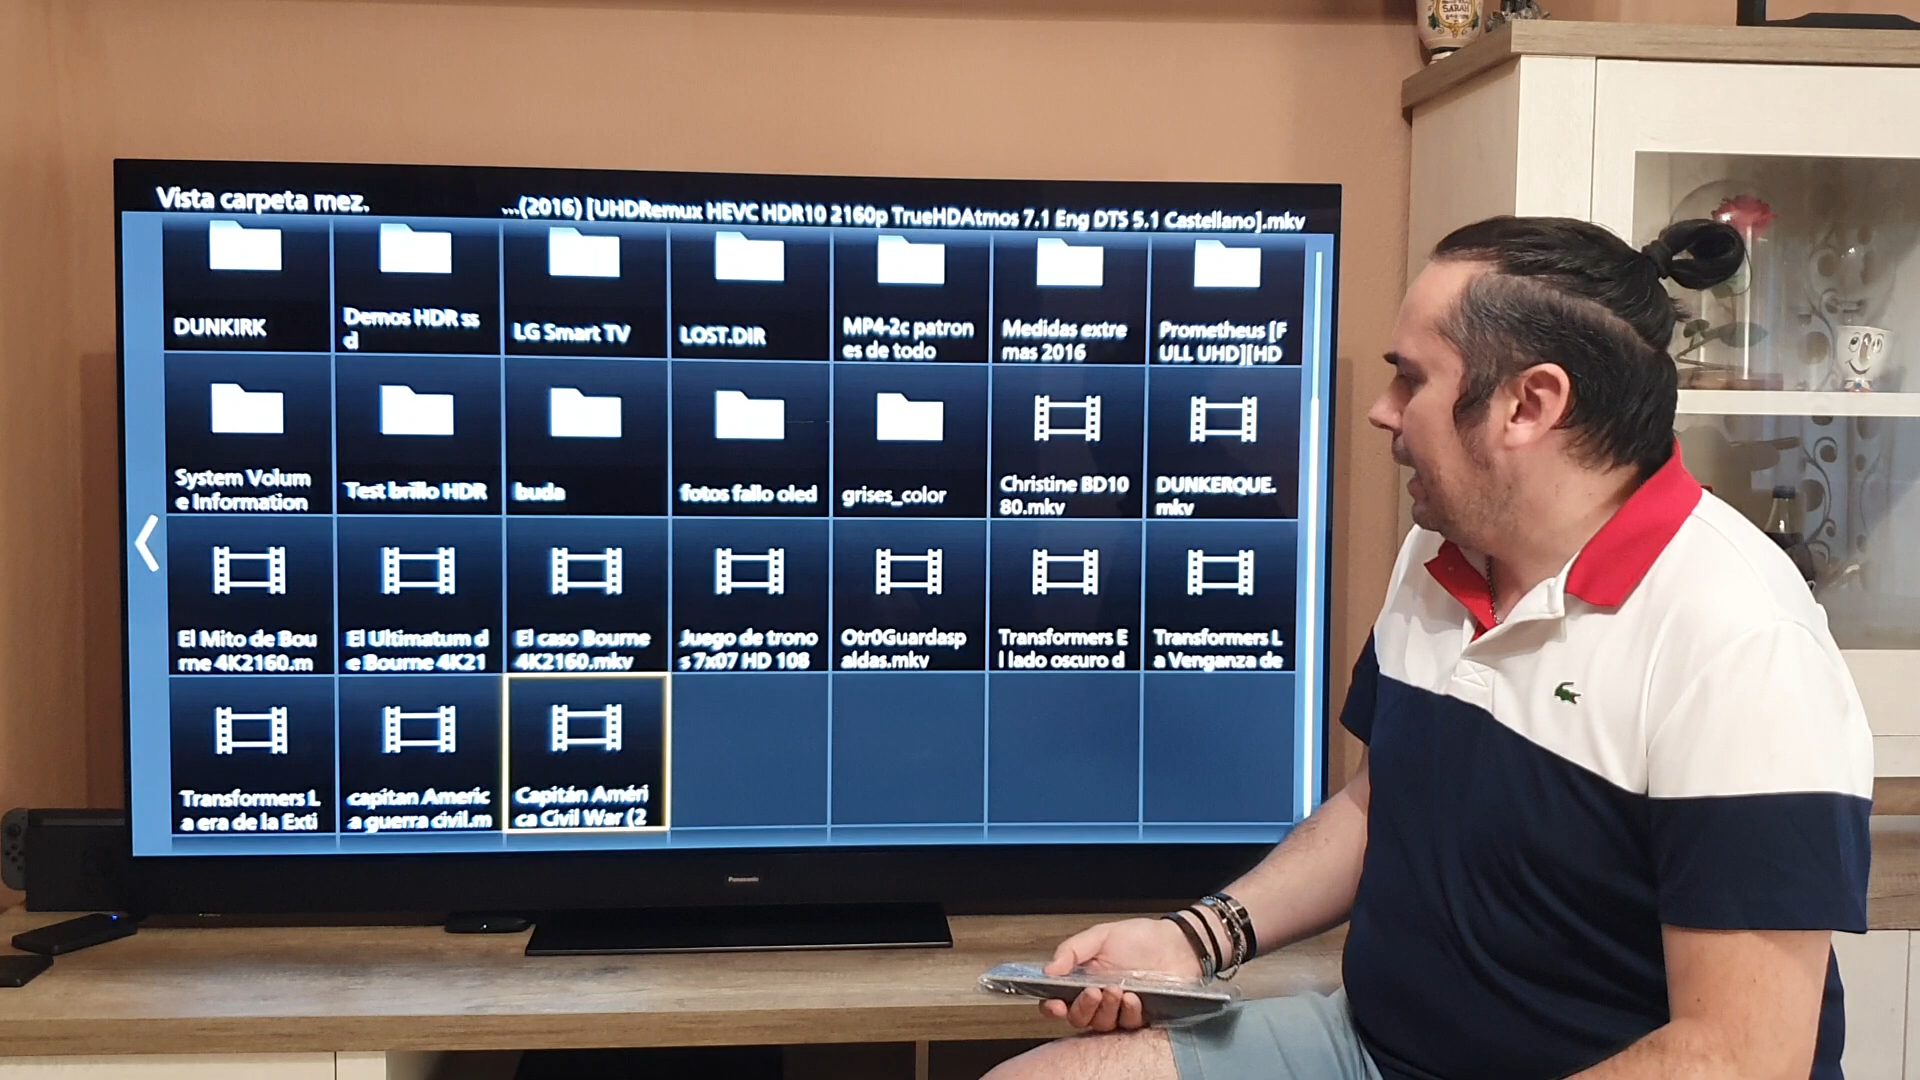 SARAH
Vista carpeta mez.
...(2016) [UHDRemux HEVC HDR10 2160p TrueHDAtmos 7.1 Eng DTS 5.1 Castellano].mkv
DUNKIRK
Demos HDR ss
d
LG Smart TV
LOST.DIR
MP4-2c patron
es de todo
Medidas extre
mas 2016
Prometheus [F
ULL UHD][HD
System Volum
e Information
Test brillo HDR
buda
fotos fallo oled
grises_color
Christine BD10
80.mkv
DUNKERQUE.
mkv
El Mito de Bou
rne 4K2160.m
El Ultimatum d
e Bourne 4K21
El caso Bourne
4K2160.mkv
Juego de trono
s 7x07 HD 108
Otr0Guardasp
aldas.mkv
Transformers E
l lado oscuro d
Transformers L
a Venganza de
Transformers L
a era de la Exti
capitan Americ
a guerra civil.m
Capitán Améri
ca Civil War (2
Panasonic